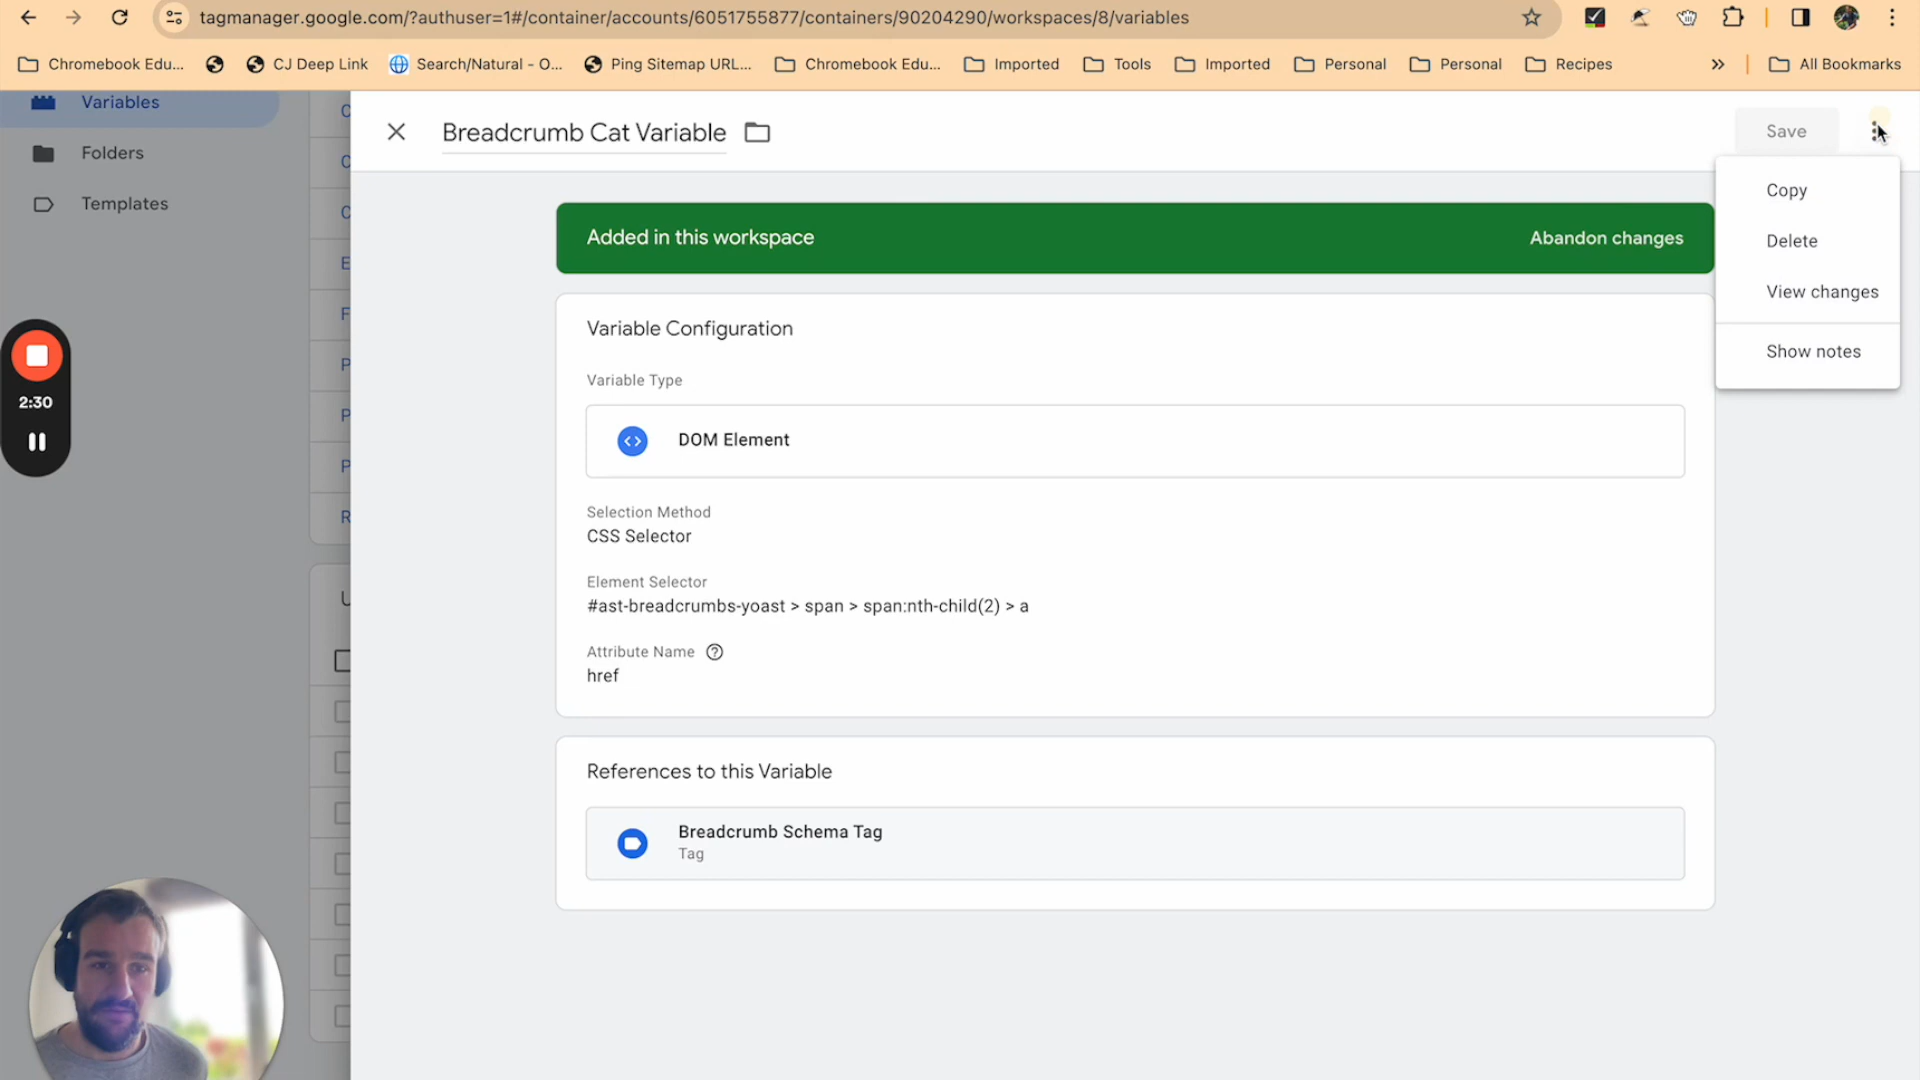 tagmanager.google.com/?authuser=1#/container/accounts/6051755877/containers/90204290/workspaces/8/variables
Chromebook Edu...
CJ Deep Link
Search/Natural - O...
Ping Sitemap URL...
Chromebook Edu...
Imported
Tools
Imported
Personal
Personal
Recipes
All Bookmarks
Variables
Folders
Templates
Breadcrumb Cat Variable
Save
Copy
Delete
View changes
Show notes
Added in this workspace
Abandon changes
Variable Configuration
Variable Type
DOM Element
Selection Method
CSS Selector
Element Selector
#ast-breadcrumbs-yoast > span > span:nth-child(2) > a
Attribute Name
href
References to this Variable
Breadcrumb Schema Tag
Tag
2:30